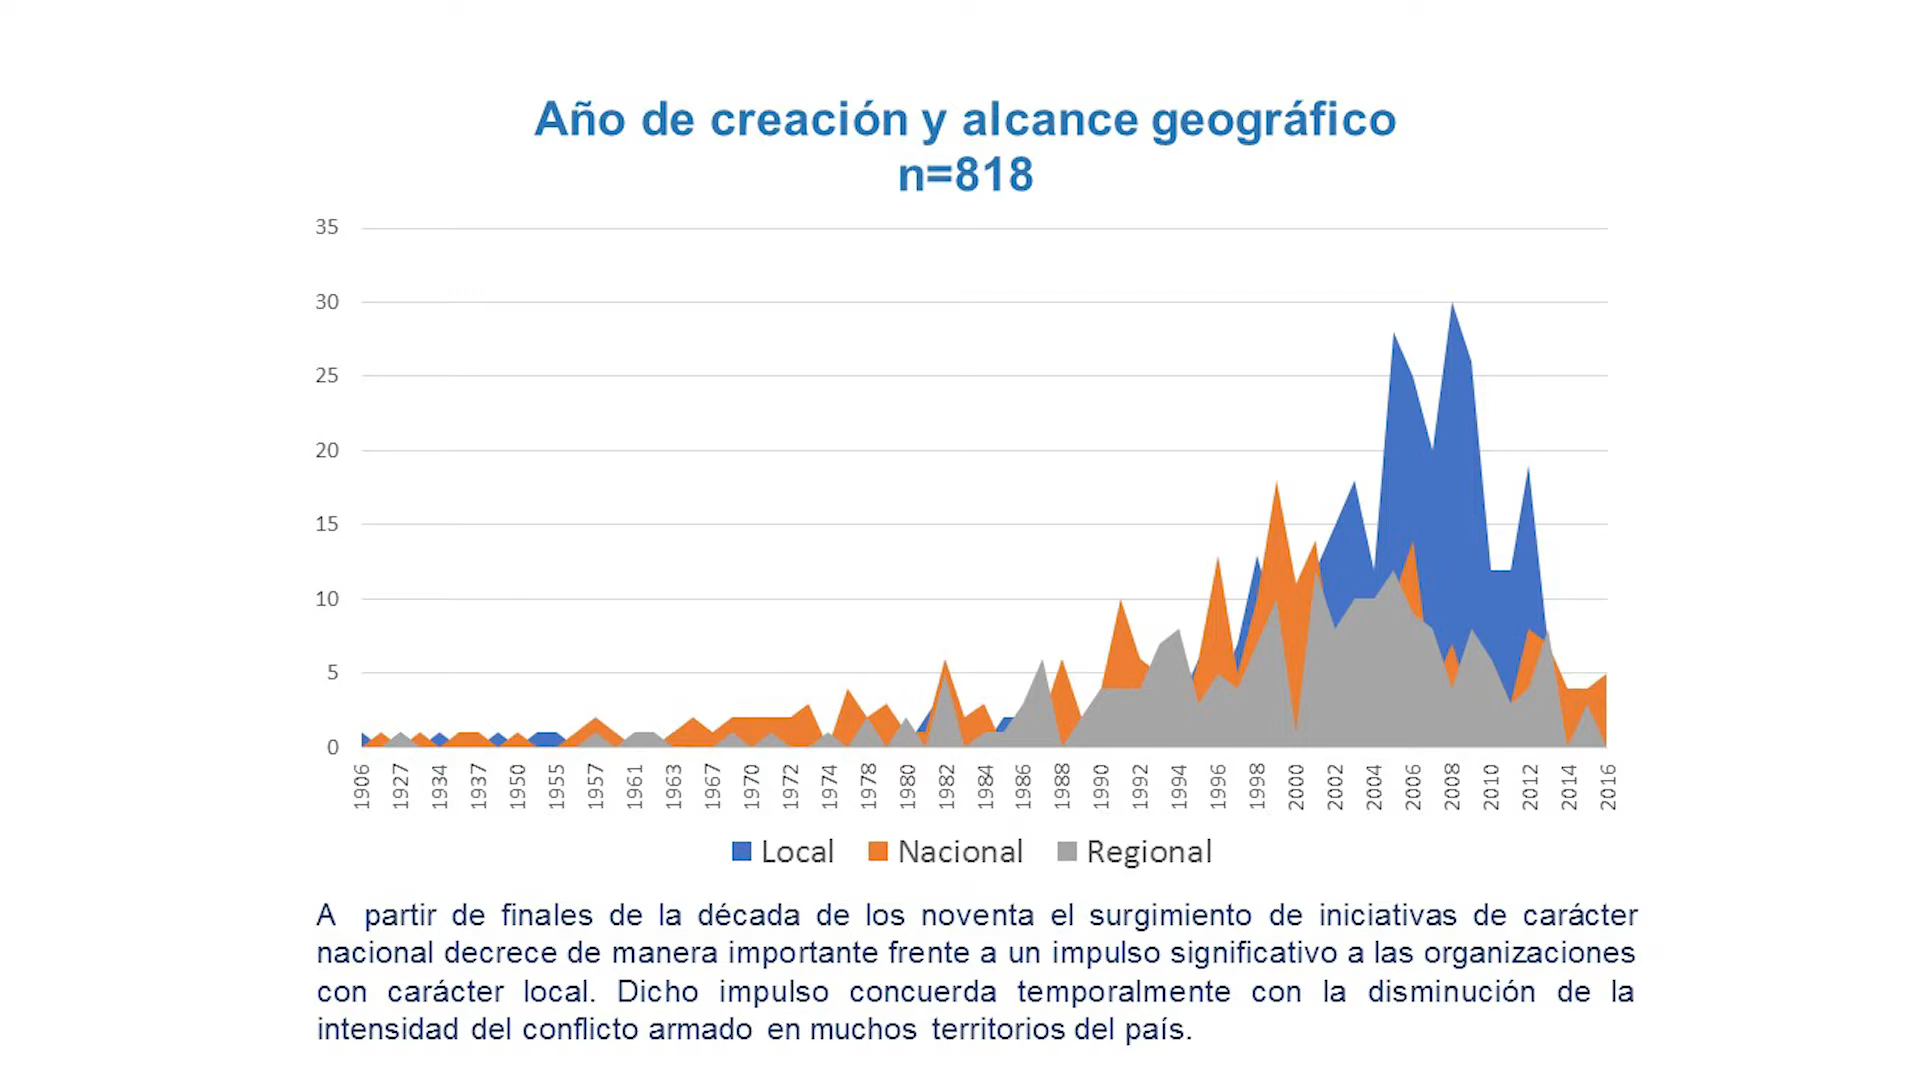 Año de creación y alcance geográfico
n=818
35
30
25
20
15
10
5
0
1906 1927 1934 1937 1950 1955 1957 1961 1963 1967 1970 1972 1974 1978 1980 1982 1984 1986 1988 1990 1992 1994 1996 1998 2000 2002 2004 2006 2008 2010 2012 2014 2016
Local Nacional Regional
A partir de finales de la década de los noventa el surgimiento de iniciativas de carácter
nacional decrece de manera importante frente a un impulso significativo a las organizaciones
con carácter local. Dicho impulso concuerda temporalmente con la disminución de la
intensidad del conflicto armado en muchos territorios del país.